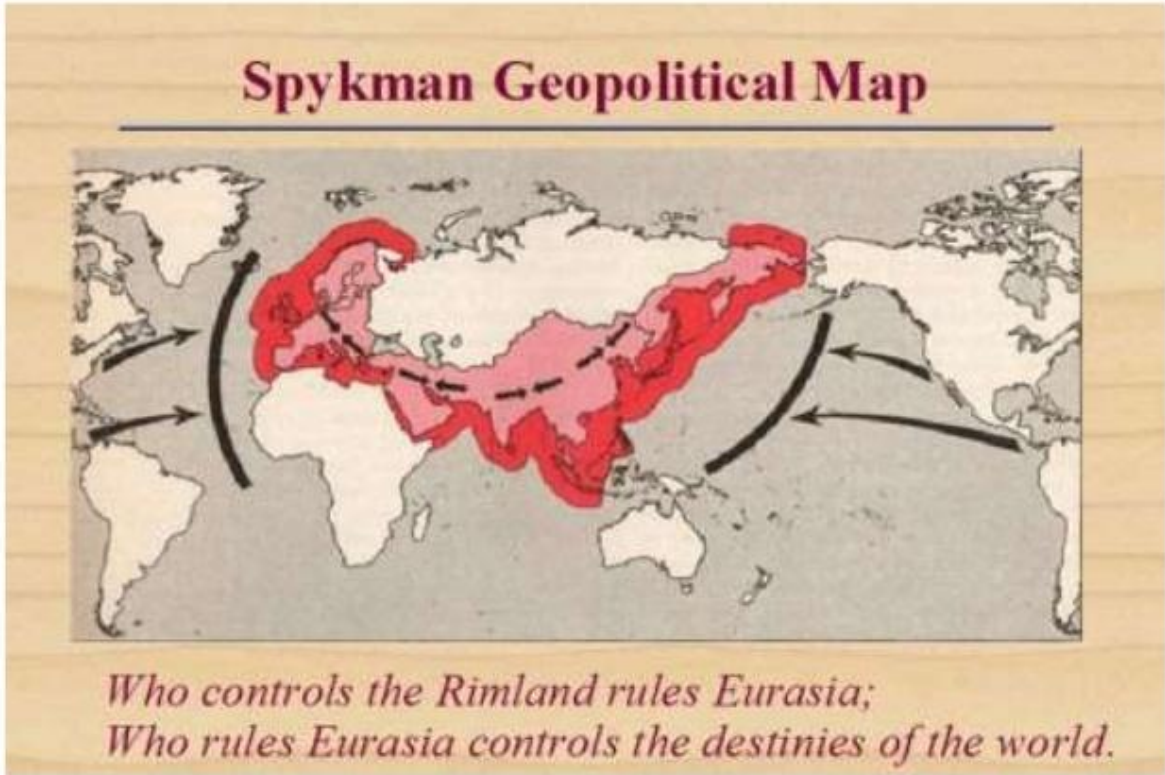 Spykman Geopolitical Map
Who controls the Rimland rules Eurasia;
Who rules Eurasia controls the destinies of the world.